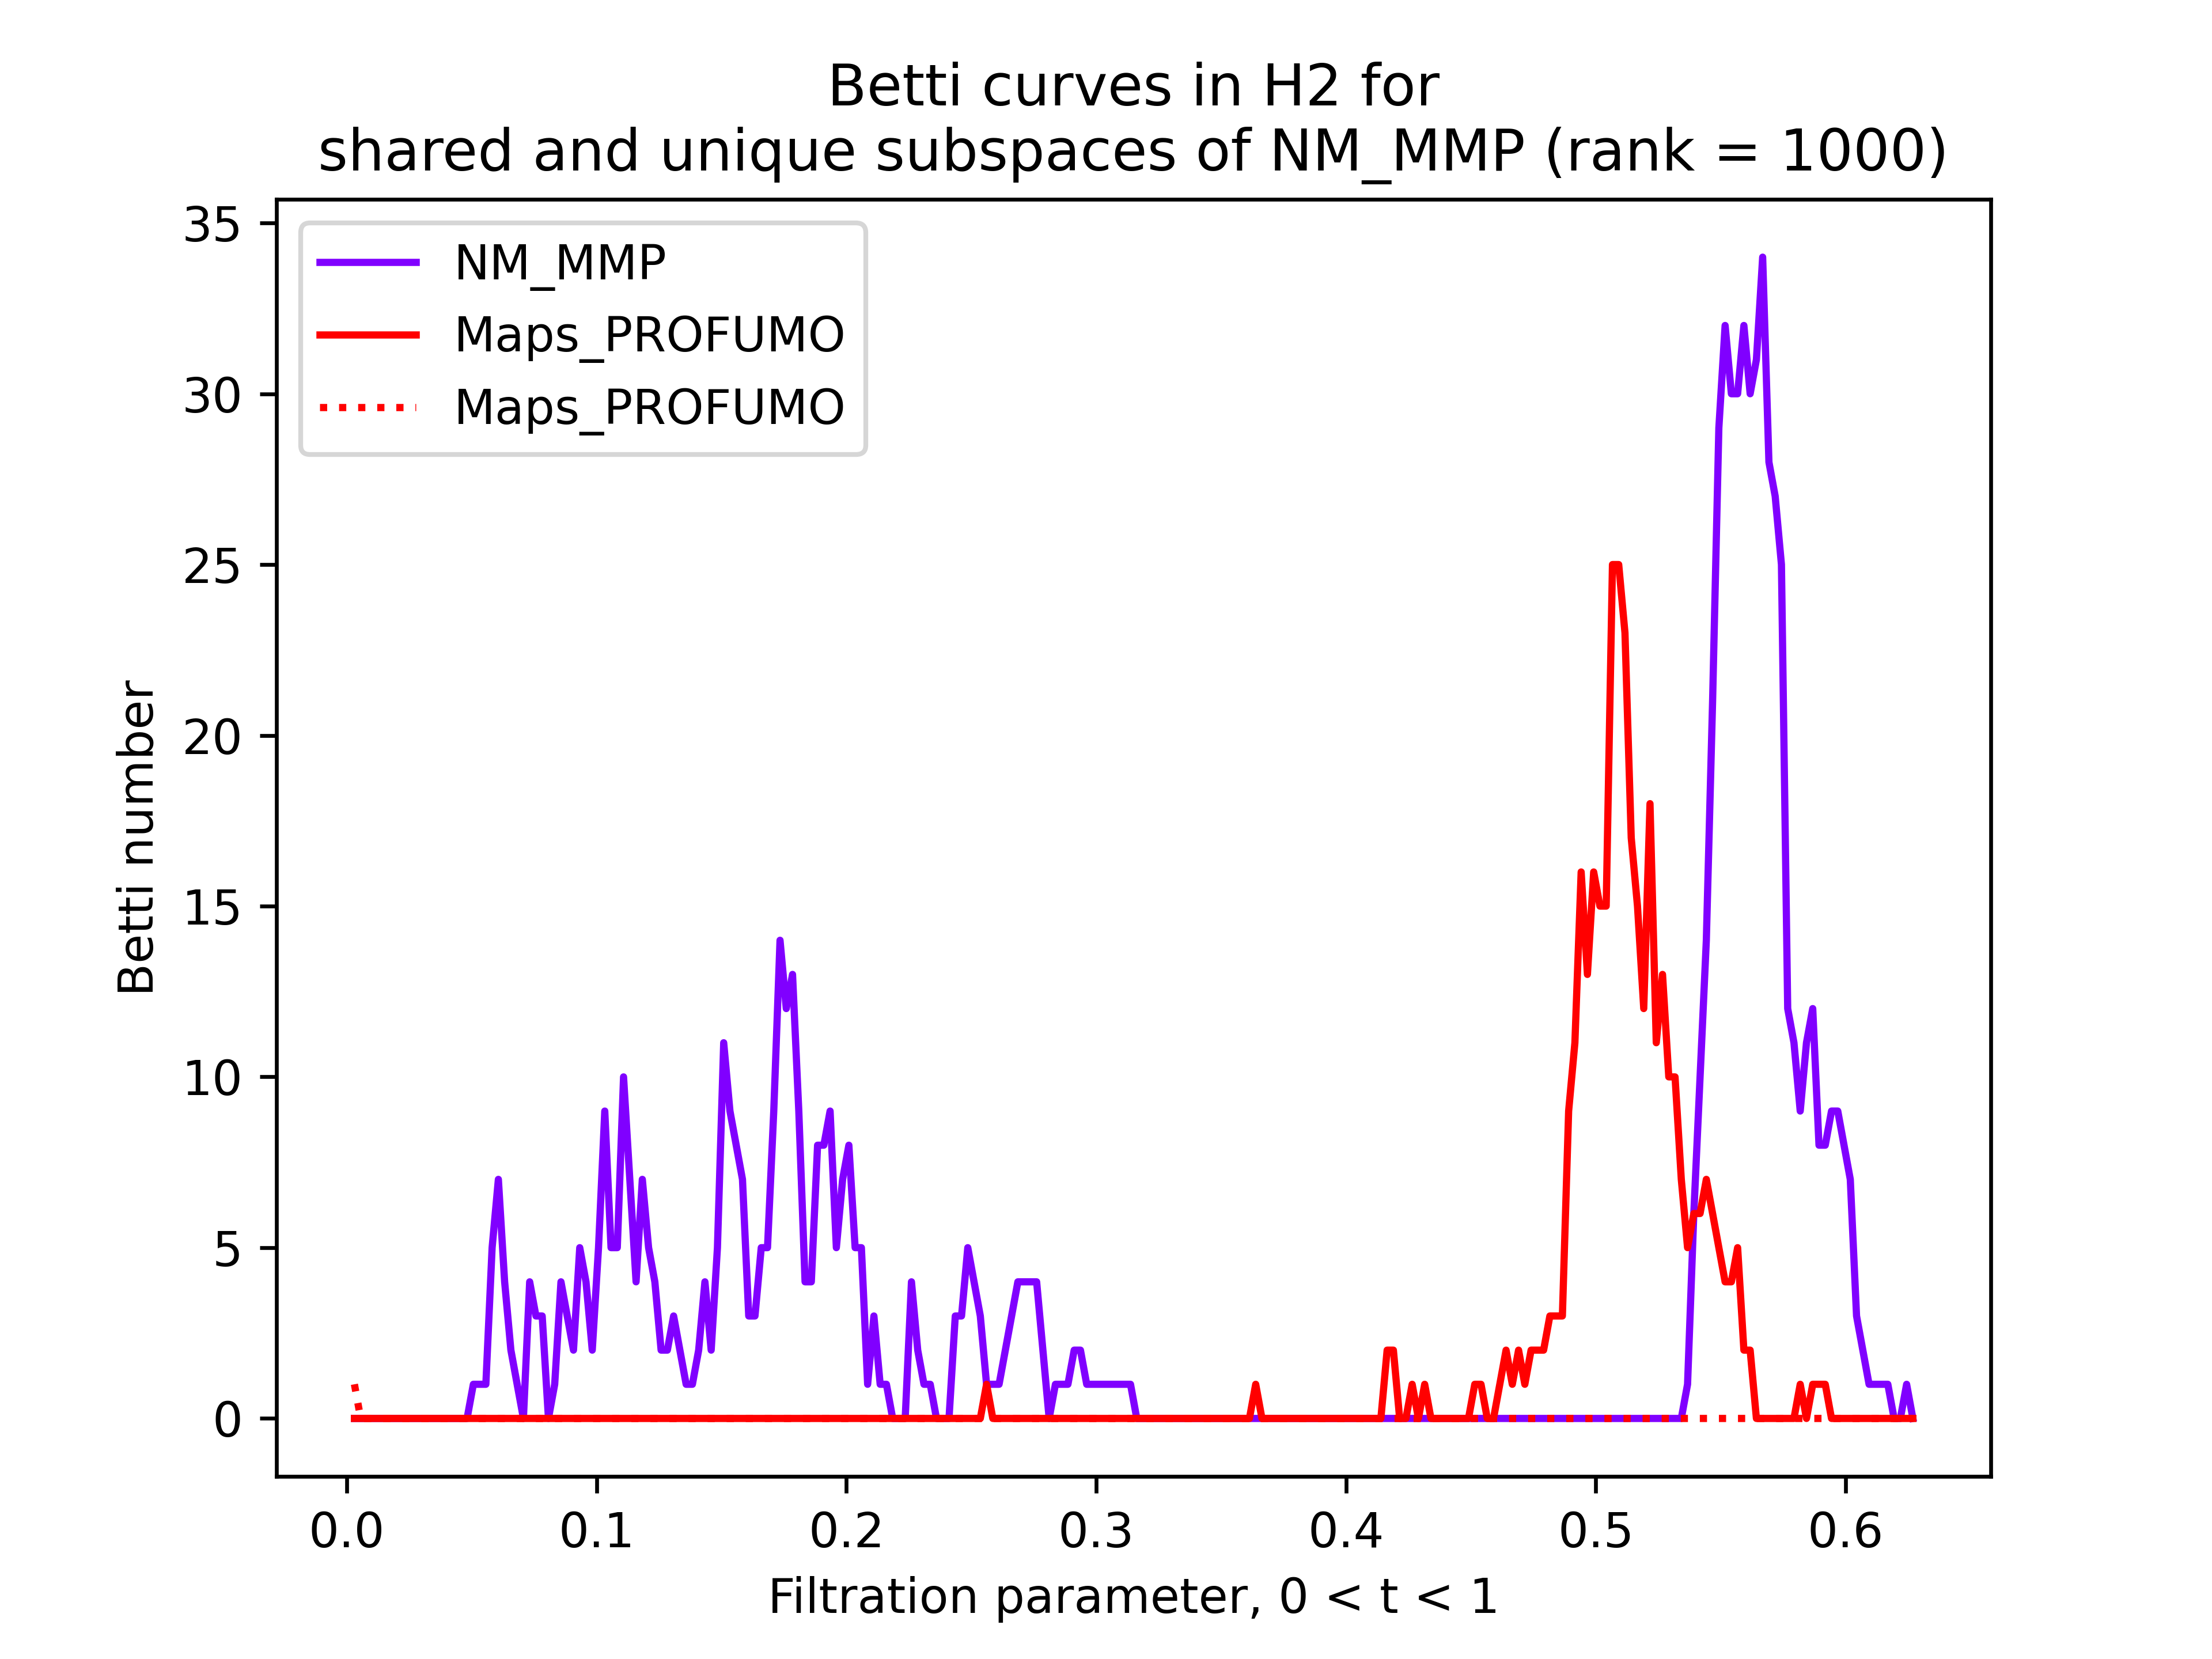 Betti curves in H2 for
shared and unique subspaces of NM_MMP (rank = 1000)
NM_MMP
Maps_PROFUMO
Maps_PROFUMO
35
30
25
20
15
10
5
0
Betti number
0.0 0.1 0.2 0.3 0.4 0.5 0.6
Filtration parameter, 0 < t < 1